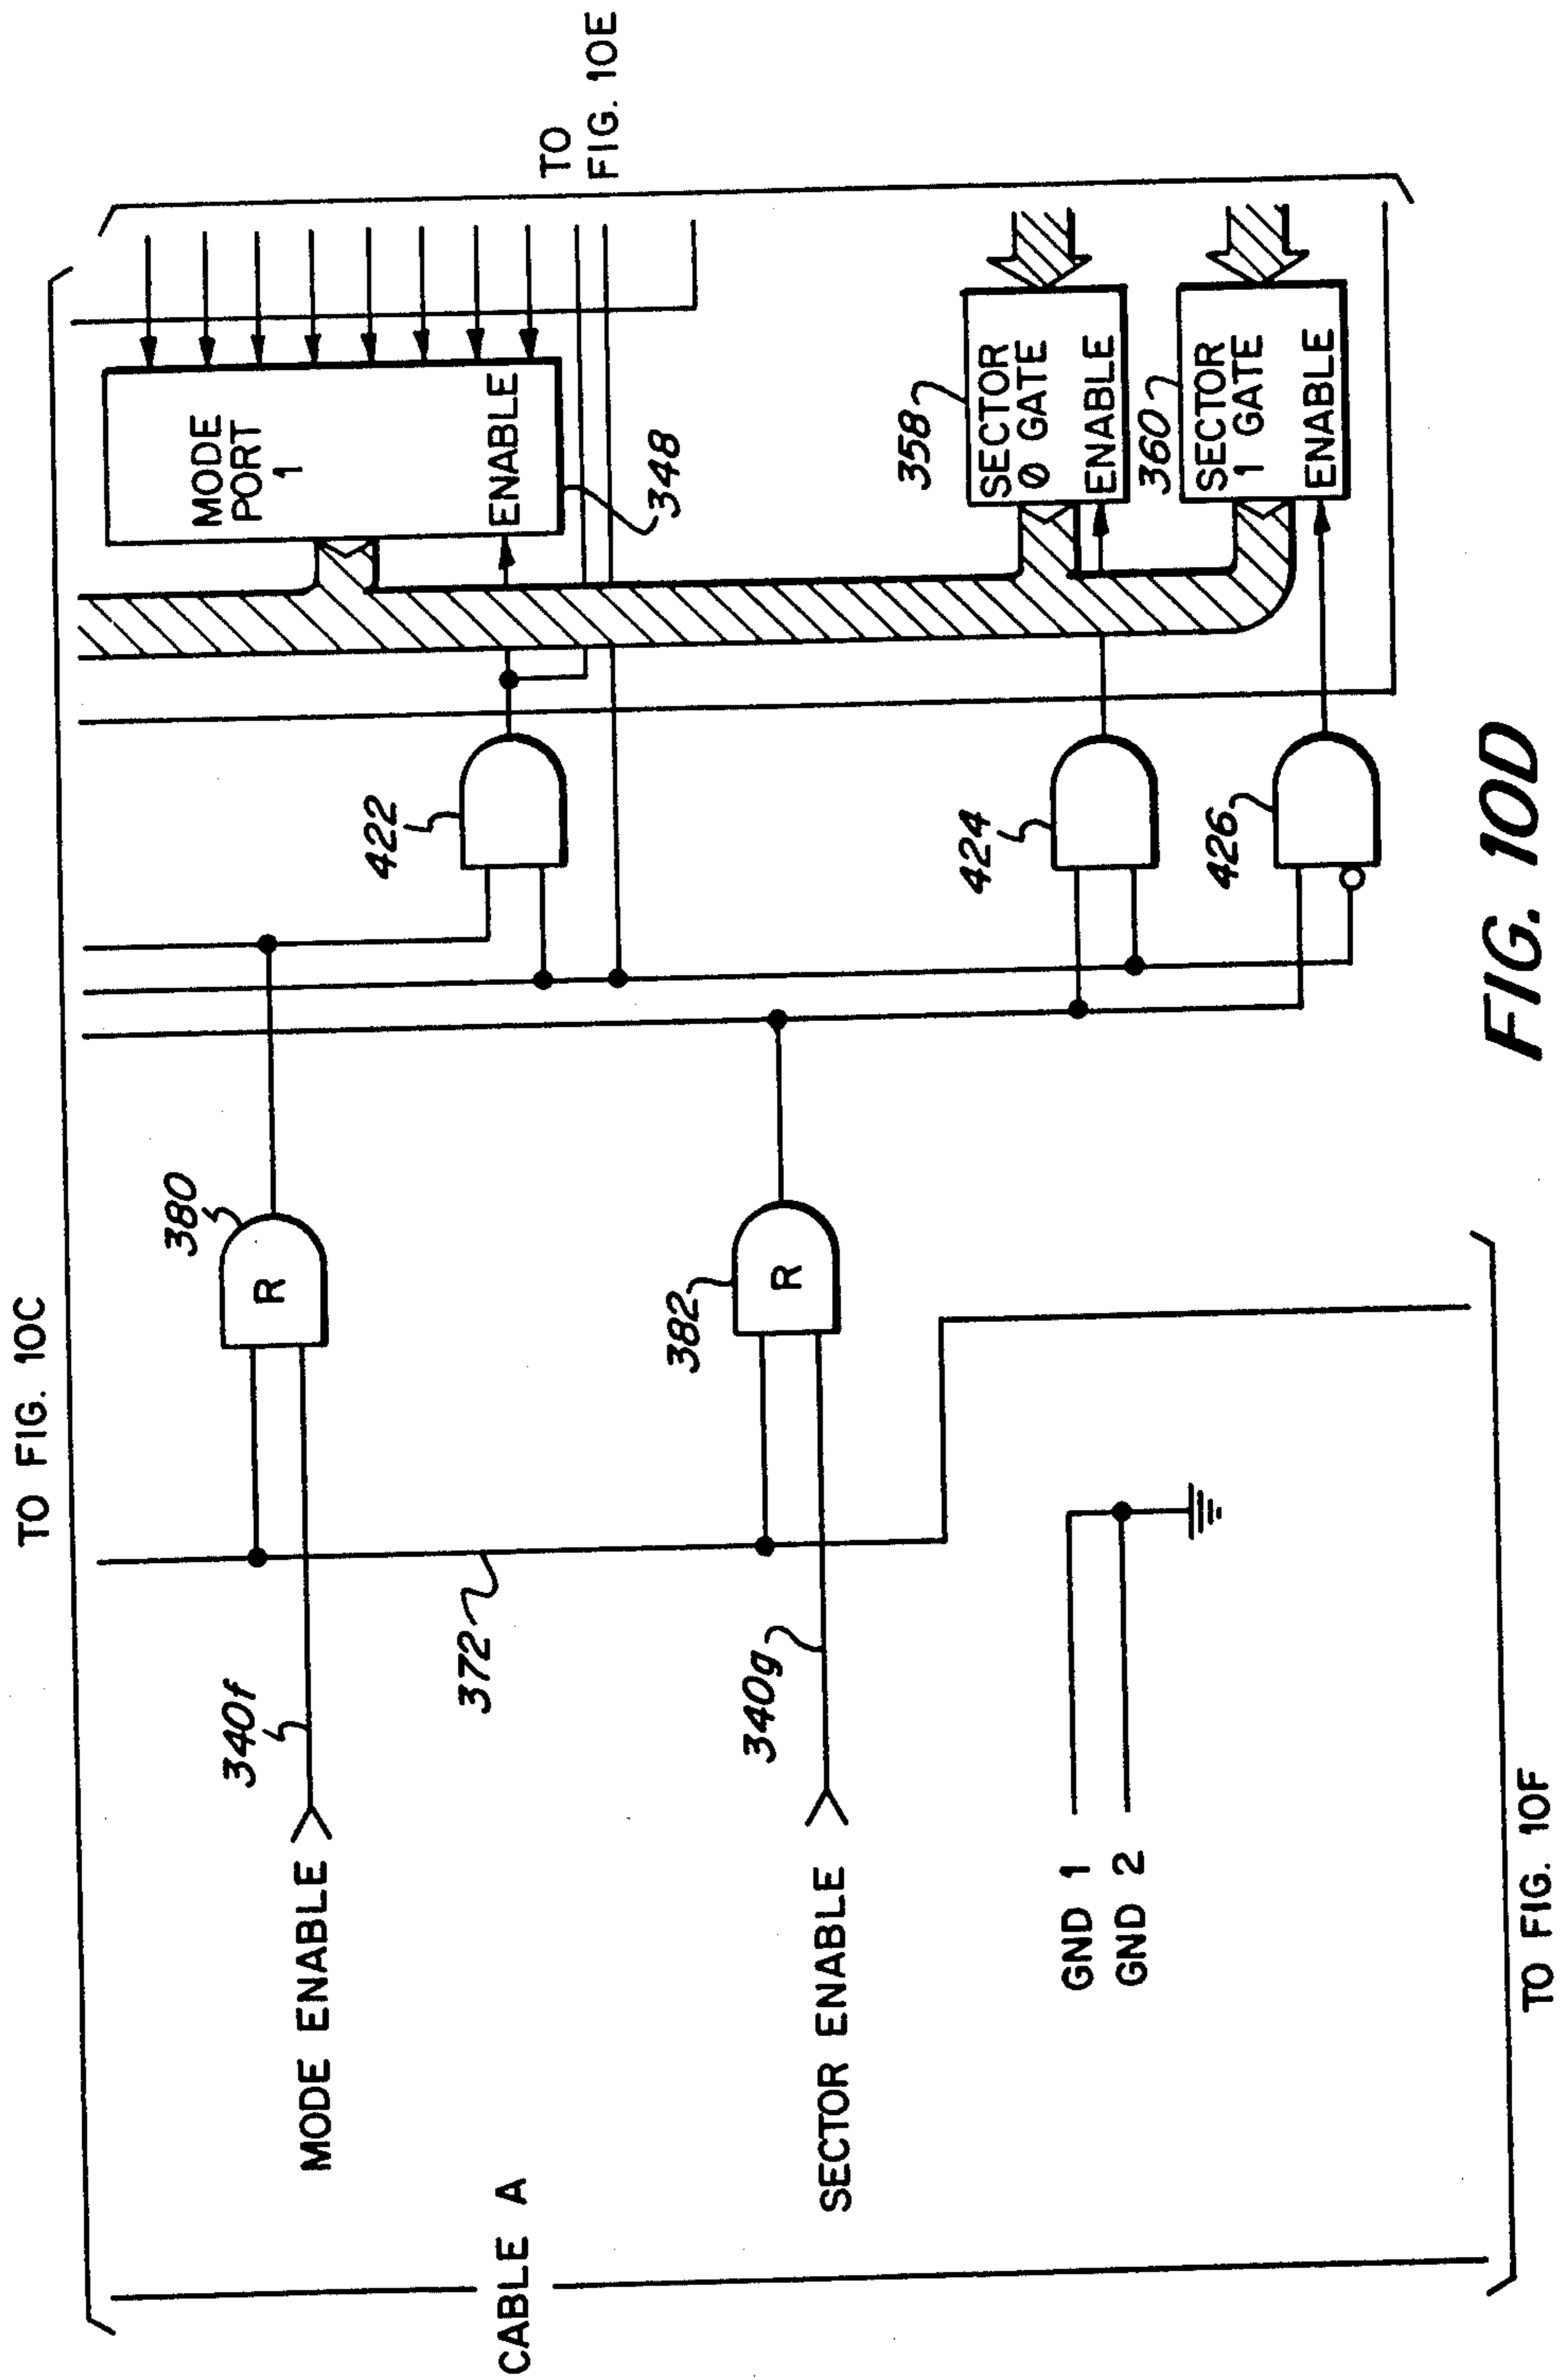 TO FIG. 10C
CABLE A
MODE ENABLE
340f
372
380
R
422
MODE
PORT
1
ENABLE
348
TO
FIG. 10E
SECTOR ENABLE
340g
382
R
424
358
SECTOR
0 GATE
ENABLE
426
360
SECTOR
1 GATE
ENABLE
GND 1
GND 2
TO FIG. 10F
FIG. 10D